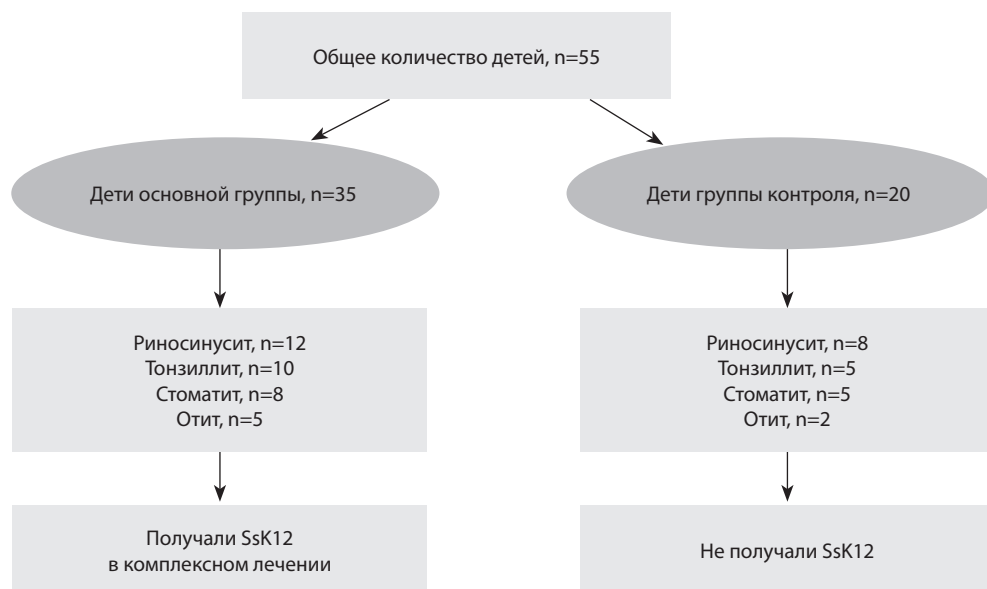 Общее количество детей, n=55
Дети основной группы, n=35
Дети группы контроля, n=20
Риносинусит, n=12
Тонзиллит, n=10
Стоматит, n=8
Отит, n=5
Риносинусит, n=8
Тонзиллит, n=5
Стоматит, n=5
Отит, n=2
Получали SsK12
в комплексном лечении
Не получали SsK12